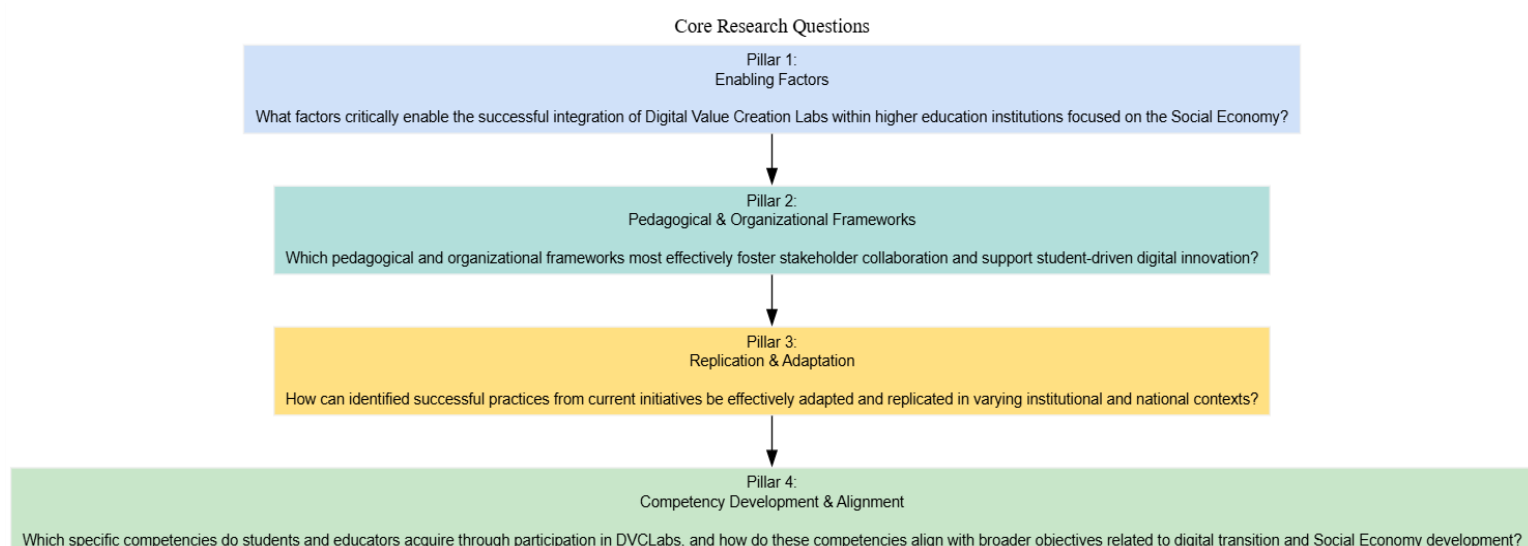 Core Research Questions
Pillar 1:
Enabling Factors
What factors critically enable the successful integration of Digital Value Creation Labs within higher education institutions focused on the Social Economy?
Pillar 2:
Pedagogical & Organizational Frameworks
Which pedagogical and organizational frameworks most effectively foster stakeholder collaboration and support student-driven digital innovation?
Pillar 3:
Replication & Adaptation
How can identified successful practices from current initiatives be effectively adapted and replicated in varying institutional and national contexts?
Pillar 4:
Competency Development & Alignment
Which specific competencies do students and educators acquire through participation in DVCLabs, and how do these competencies align with broader objectives related to digital transition and Social Economy development?